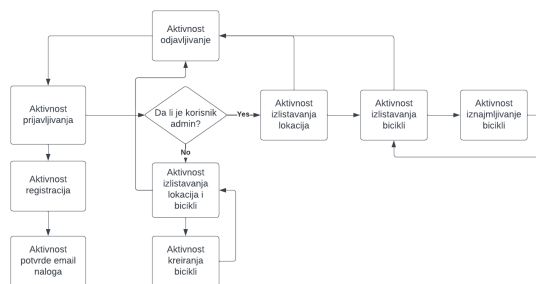 Aktivnost
odjavljivanje
Aktivnost
prijavljivanja
Da li je korisnik
admin?
Yes
Aktivnost
izlistavanja
lokacija
Aktivnost
izlistavanja
bicikli
Aktivnost
iznajmljivanje
bicikli
No
Aktivnost
registracija
Aktivnost
izlistavanja
lokacija i
bicikli
Aktivnost
potvrde email
naloga
Aktivnost
kreiranja
bicikli